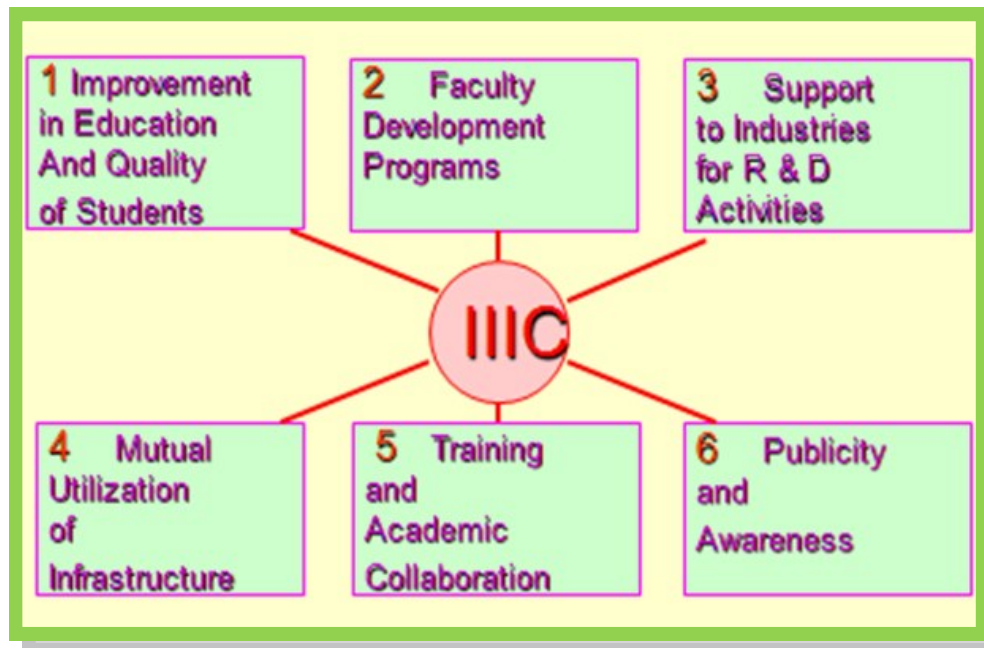 1 Improvement
in Education
And Quality
of Students
2 Faculty
Development
Programs
3 Support
to Industries
for R & D
Activities
IIIC
4 Mutual
Utilization
of
Infrastructure
5 Training
and
Academic
Collaboration
6 Publicity
and
Awareness